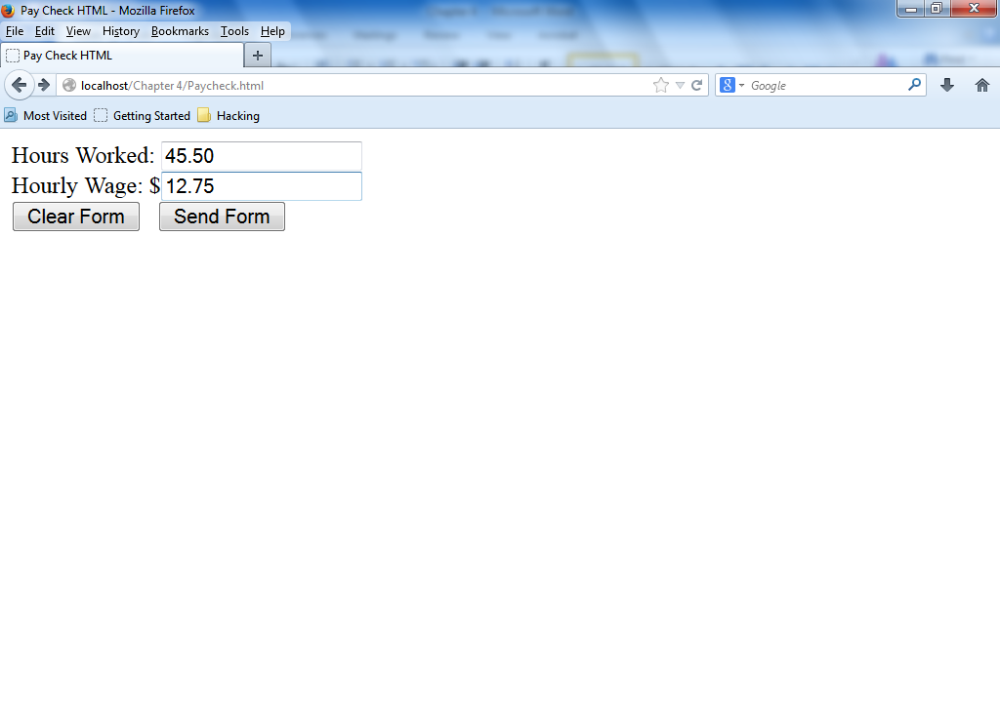 Pay Check HTML - Mozilla Firefox
File Edit View History Bookmarks Tools Help
Pay Check HTML
localhost/Chapter 4/Paycheck.html
Google
Most Visited Getting Started Hacking
Hours Worked: 45.50
Hourly Wage: $12.75
Clear Form Send Form